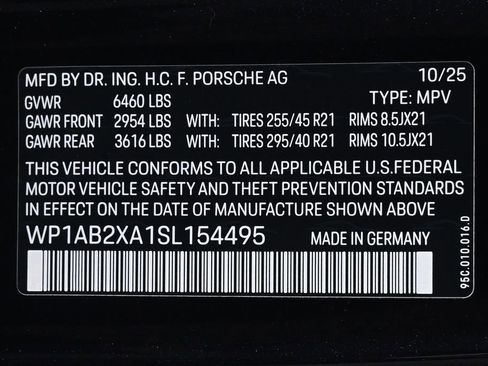 MFD BY DR. ING. H.C. F. PORSCHE AG 10/25
GVWR 6460 LBS TYPE: MPV
GAWR FRONT 2954 LBS WITH: TIRES 255/45 R21 RIMS 8.5JX21
GAWR REAR 3616 LBS WITH: TIRES 295/40 R21 RIMS 10.5JX21
THIS VEHICLE CONFORMS TO ALL APPLICABLE U.S.FEDERAL
MOTOR VEHICLE SAFETY AND THEFT PREVENTION STANDARDS
IN EFFECT ON THE DATE OF MANUFACTURE SHOWN ABOVE
WP1AB2XA1SL154495 MADE IN GERMANY
95C.010.016.D